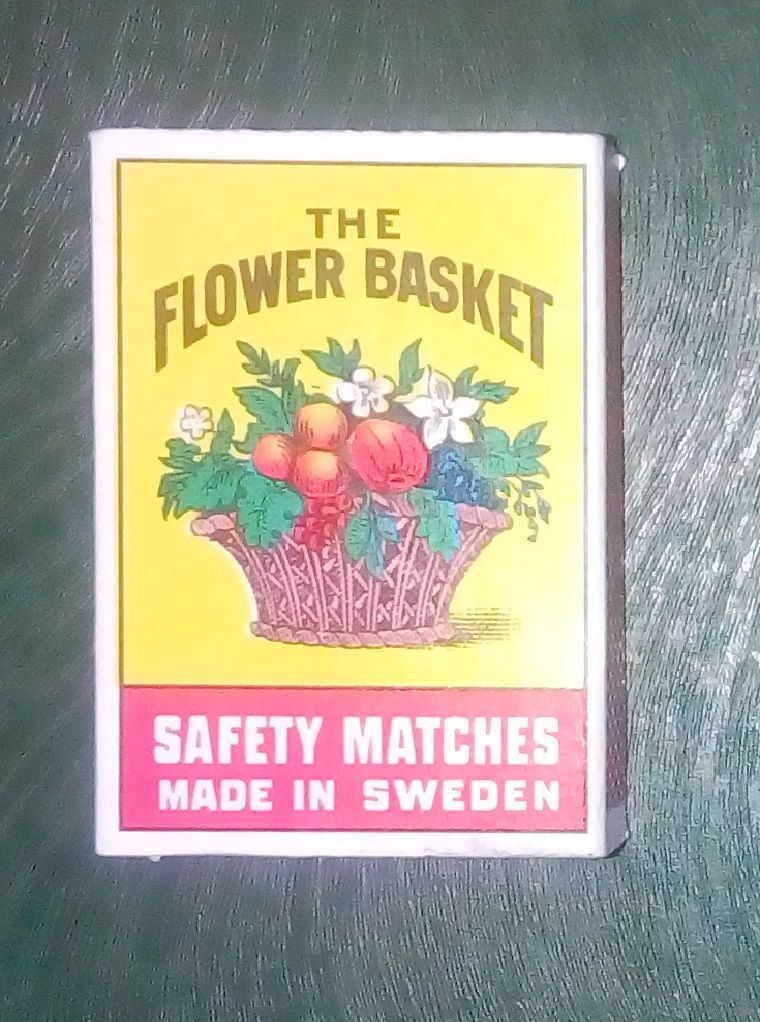 THE
FLOWER BASKET
SAFETY MATCHES
MADE IN SWEDEN